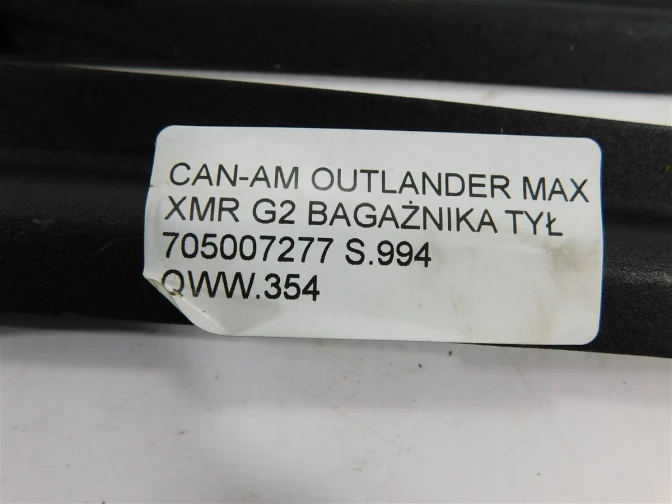 CAN-AM OUTLANDER MAX
XMR G2 BAGAŻNIKA TYŁ
705007277 S.994
QWW.354